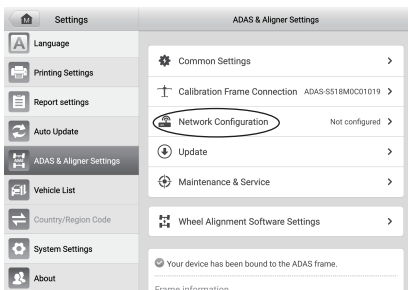 M
Settings
ADAS & Aligner Settings
A
Language
Printing Settings
Report settings
Auto Update
ADAS & Aligner Settings
Vehicle List
Country/Region Code
System Settings
About
Common Settings
Calibration Frame Connection ADAS-S518M0C01019
Network Configuration Not configured
Update
Maintenance & Service
Wheel Alignment Software Settings
Your device has been bound to the ADAS frame.
Frame information